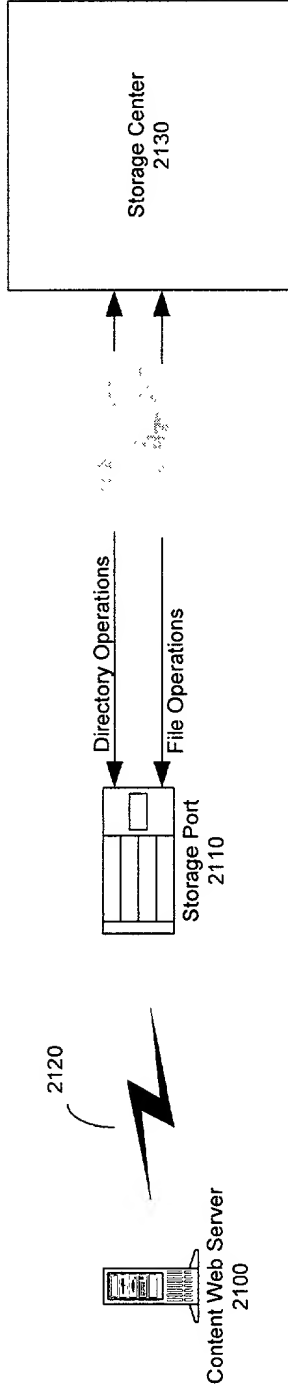 Content Web Server
2100
2120
Storage Port
2110
Directory Operations
File Operations
Storage Center
2130